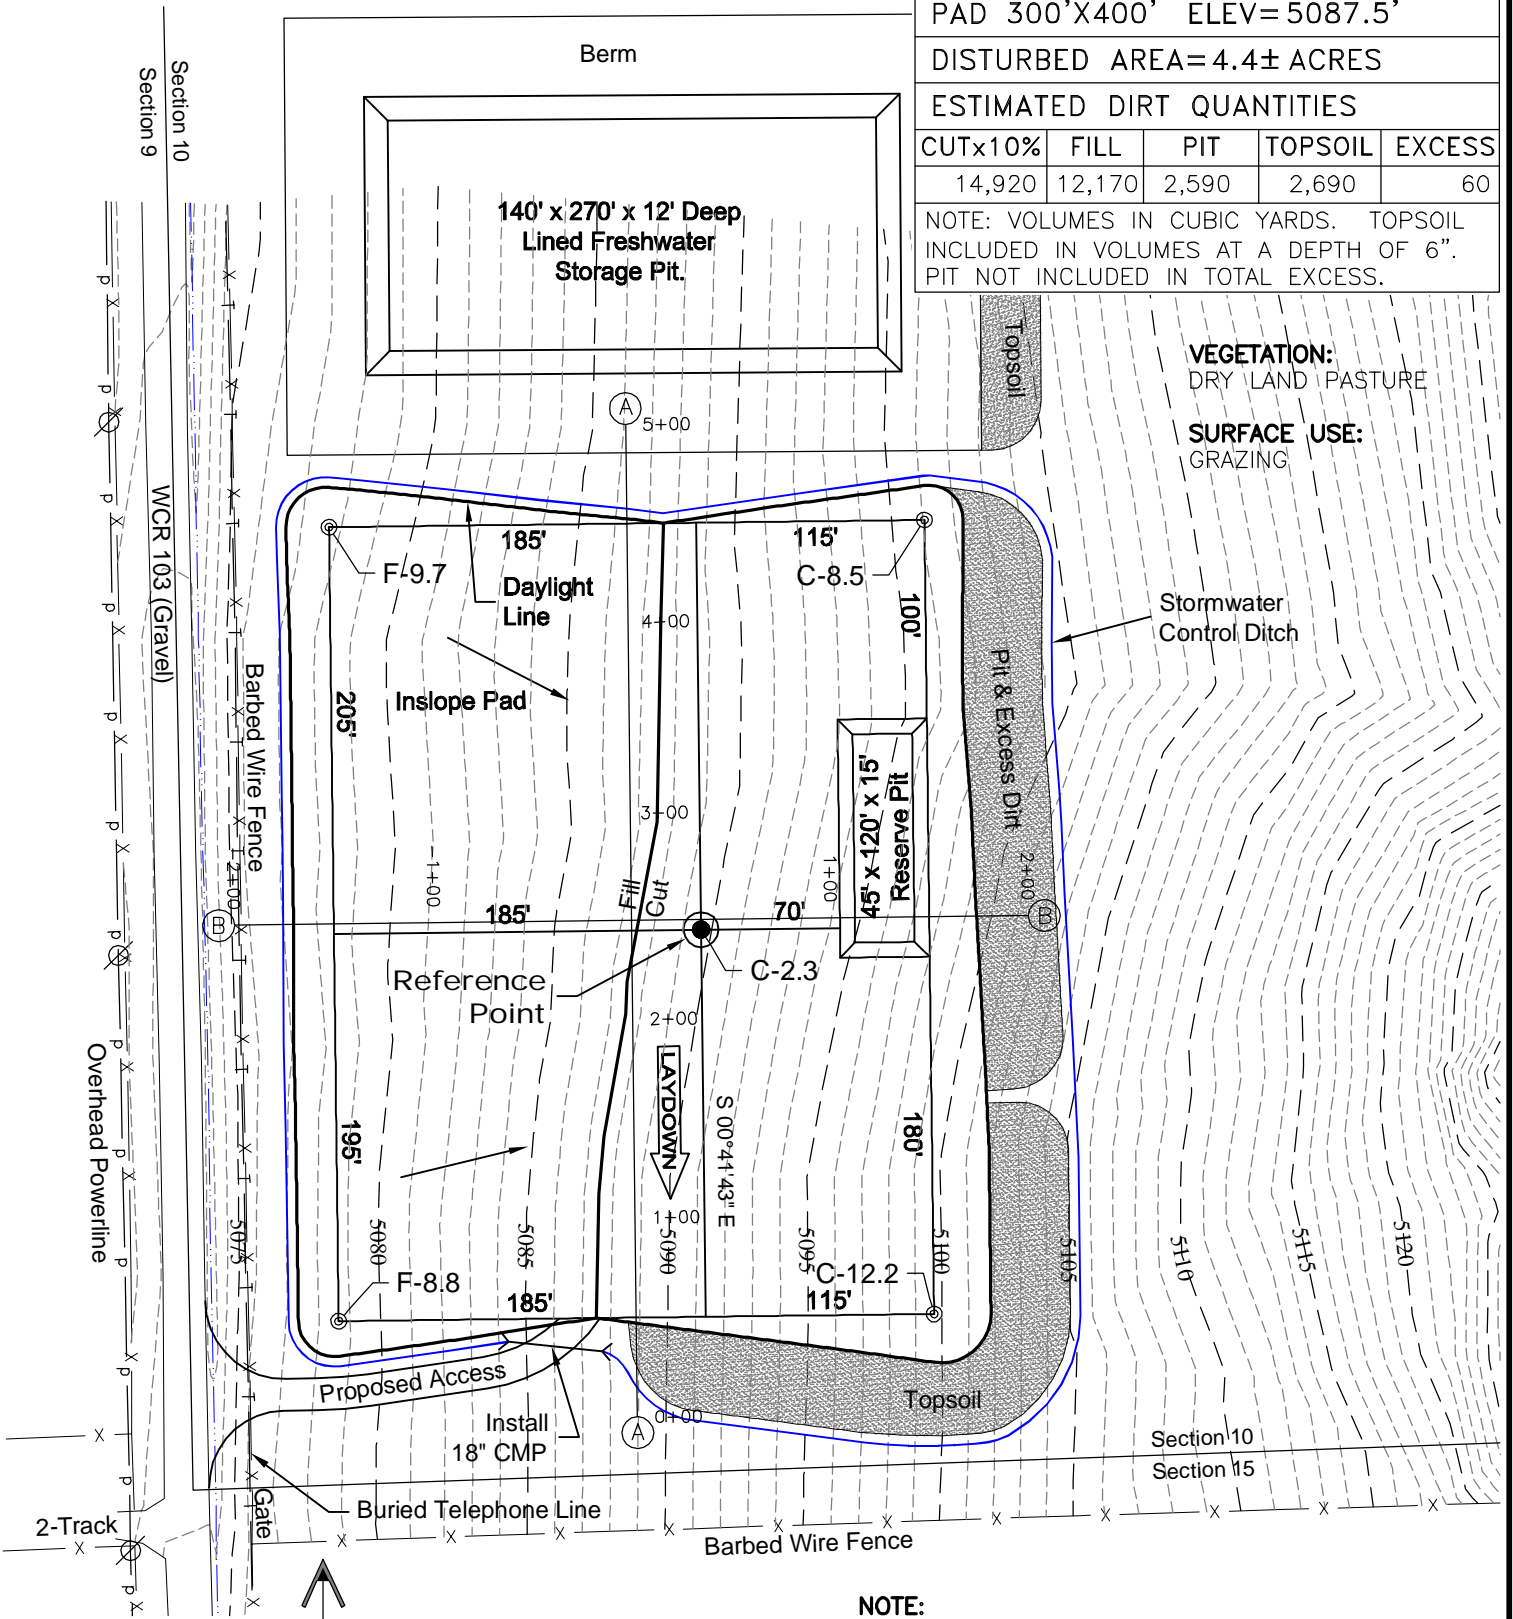 PAD 300'X400' ELEV=5087.5'
DISTURBED AREA=4.4± ACRES
ESTIMATED DIRT QUANTITIES
CUTx10% FILL PIT TOPSOIL EXCESS
14,920 12,170 2,590 2,690 60
NOTE: VOLUMES IN CUBIC YARDS. TOPSOIL
INCLUDED IN VOLUMES AT A DEPTH OF 6".
PIT NOT INCLUDED IN TOTAL EXCESS.
Berm
Section 10
Section 9
140' x 270' x 12' Deep
Lined Freshwater
Storage Pit.
Topsoil
VEGETATION:
DRY LAND PASTURE
SURFACE USE:
GRAZING
A
5+00
WCR 103 (Gravel)
185'
115'
F-9.7
C-8.5
Daylight
Line
100'
4+00
Stormwater
Control Ditch
Inslope Pad
205'
Barbed Wire Fence
Pit & Excess Dirt
45' x 120' x 15'
Reserve Pit
3+00
2+00
1+00
Fill
Cut
1+00
2+00
B
185'
70'
B
Reference
Point
C-2.3
2+00
LAYDOWN
S 00°41'43" E
Overhead Powerline
195'
180'
1+00
5075
5080
5085
5090
5095
5100
5105
5110
5115
5120
F-8.8
C-12.2
185'
115'
Proposed Access
Topsoil
Install
18" CMP
0+00
A
Section 10
Section 15
Gate
Buried Telephone Line
2-Track
Barbed Wire Fence
NOTE: